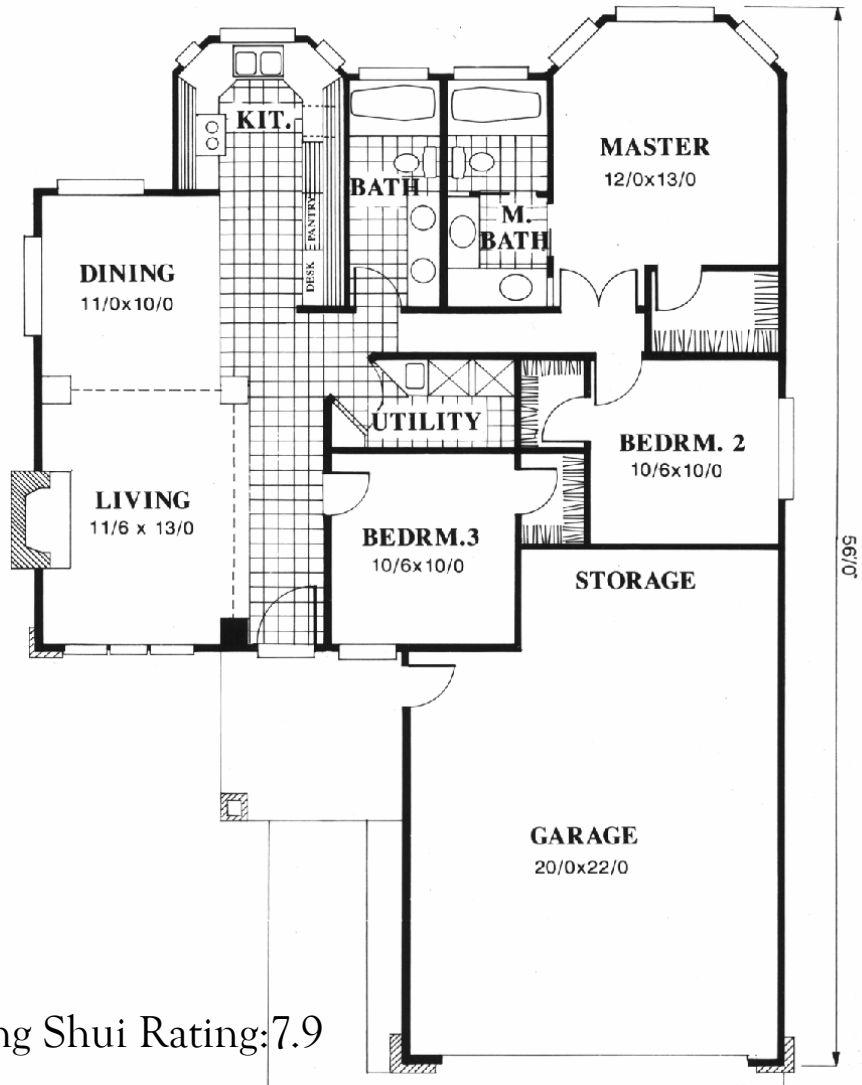 KIT.
MASTER
12/0x13/0
BATH
M.
BATH
PANTRY
DESK
DINING
11/0x10/0
UTILITY
BEDRM. 2
10/6x10/0
LIVING
11/6 x 13/0
BEDRM.3
10/6x10/0
STORAGE
56'0"
GARAGE
20/0x22/0
ng Shui Rating:7.9